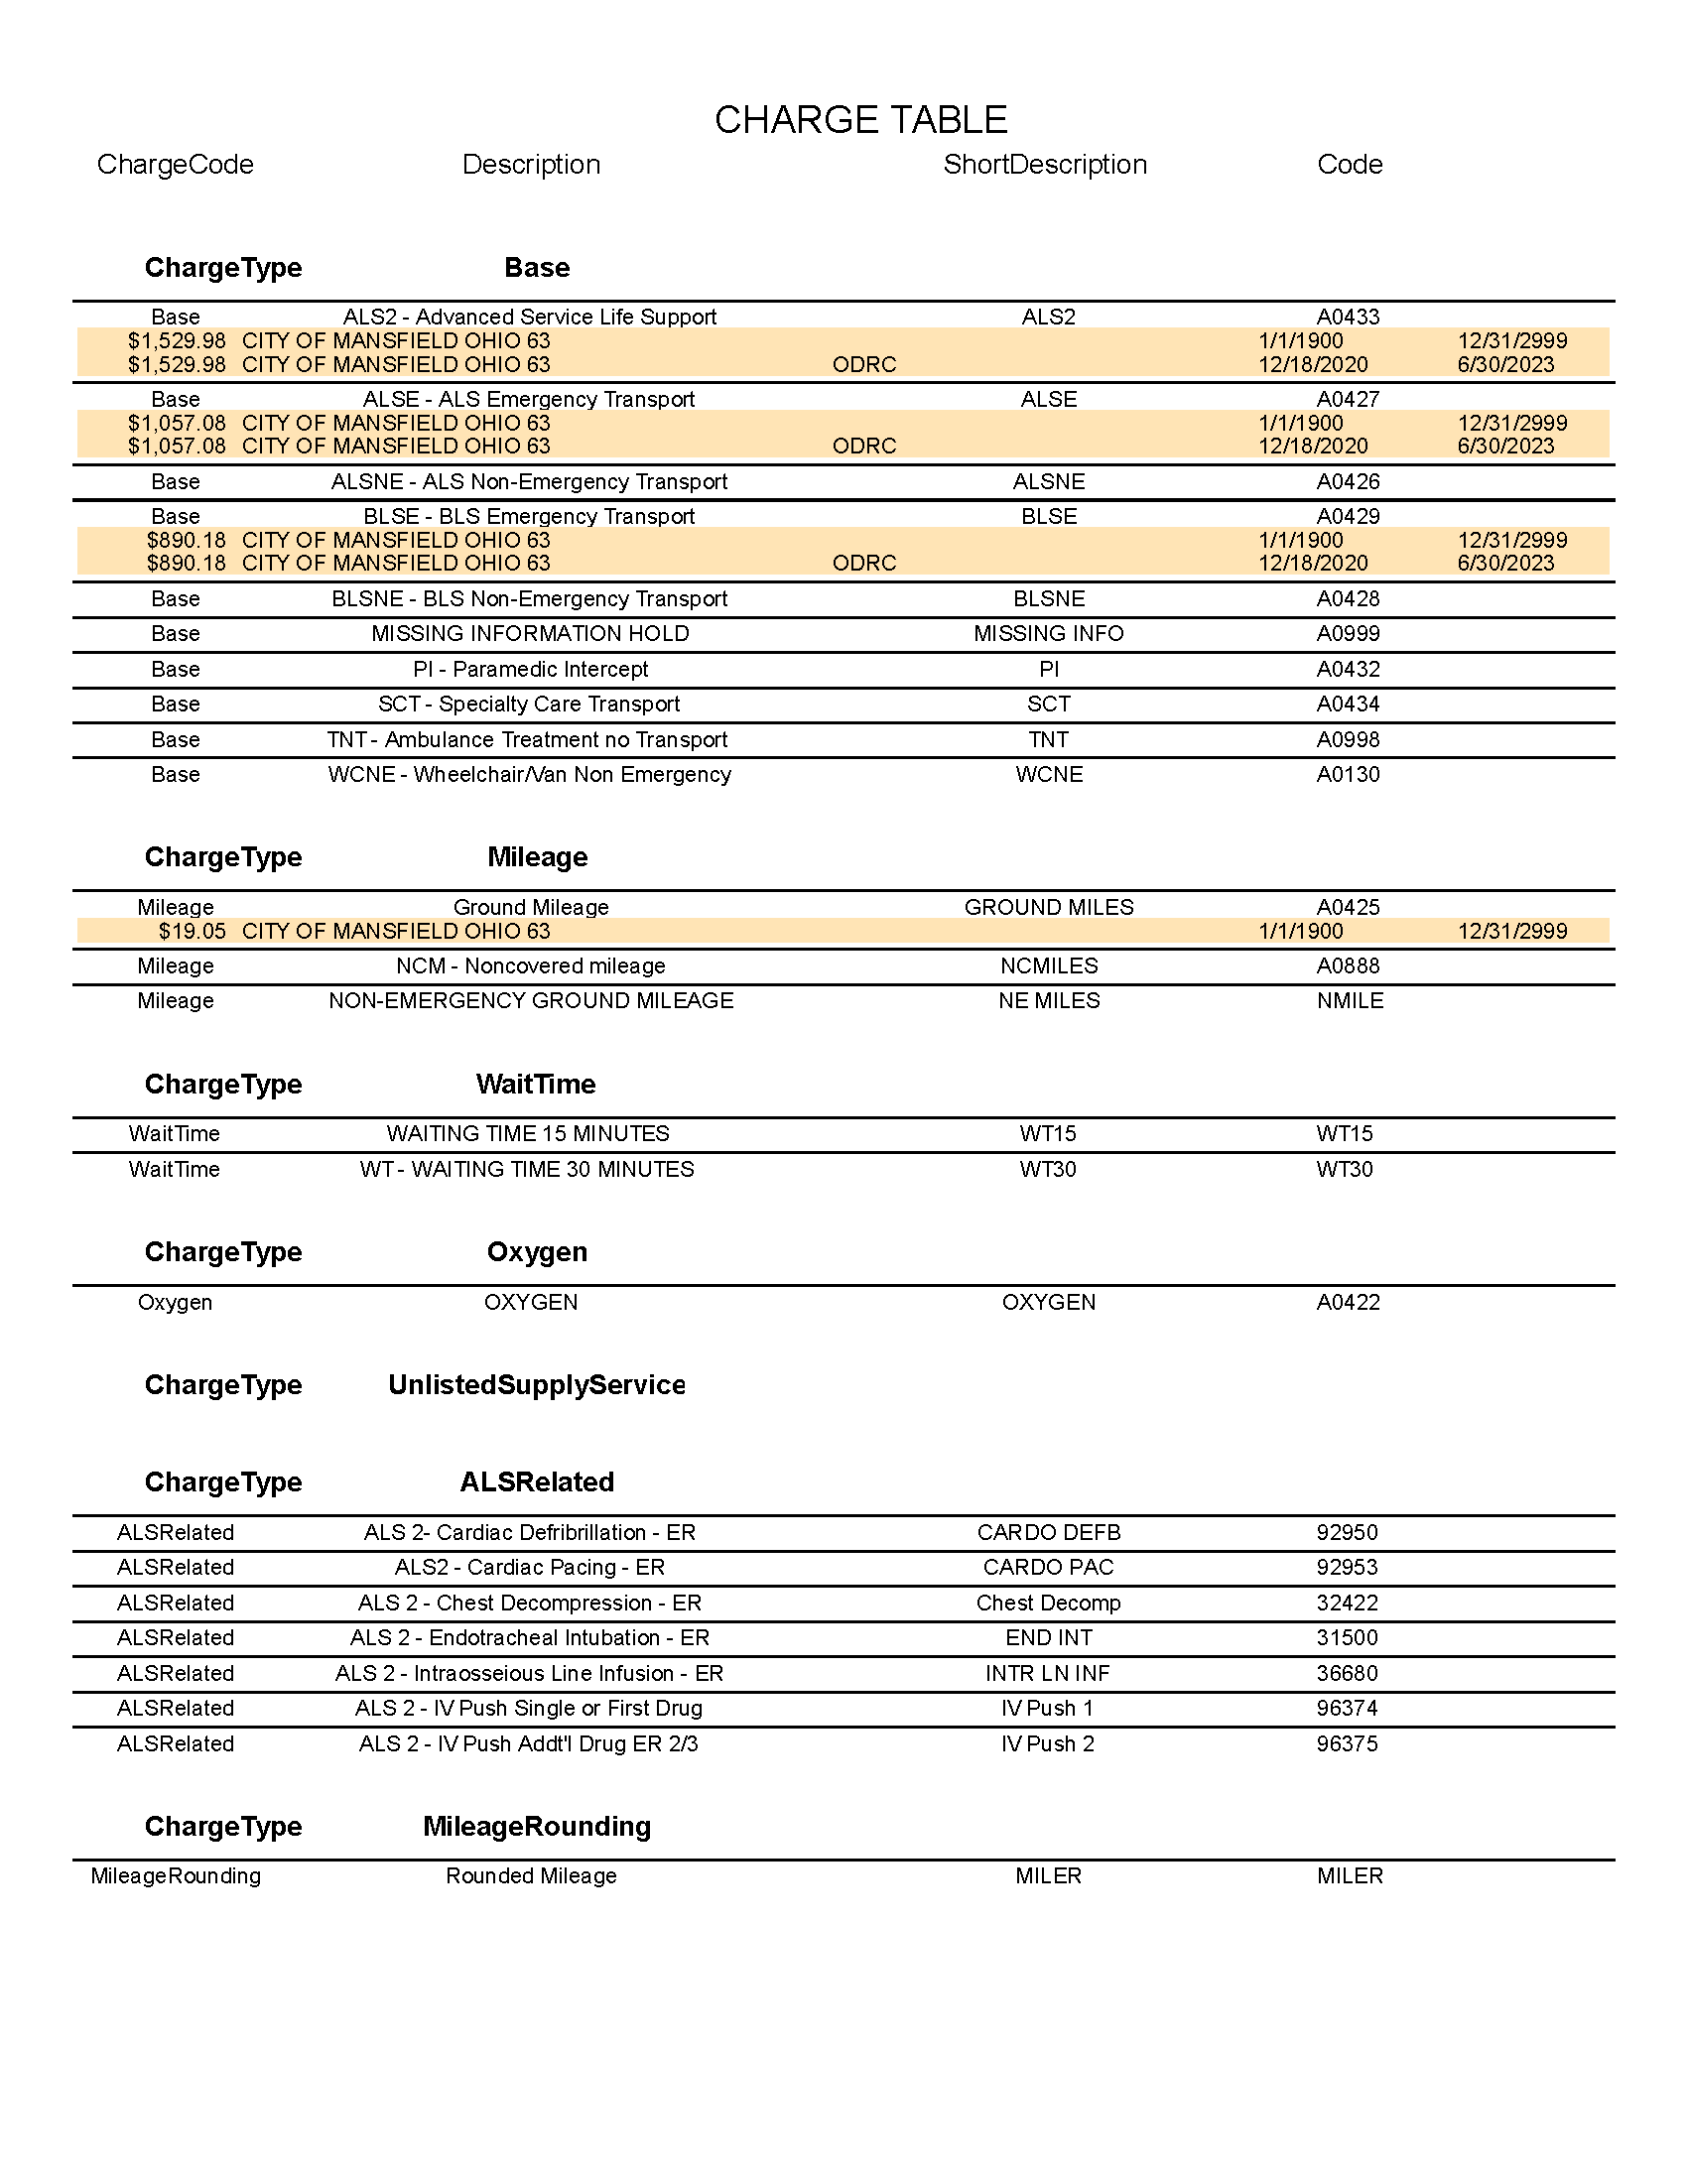 CHARGE TABLE
ChargeCode Description ShortDescription Code
ChargeType Base
Base ALS2 - Advanced Service Life Support ALS2 A0433
$1,529.98 CITY OF MANSFIELD OHIO 63 1/1/1900 12/31/2999
$1,529.98 CITY OF MANSFIELD OHIO 63 ODRC 12/18/2020 6/30/2023
Base ALSE - ALS Emergency Transport ALSE A0427
$1,057.08 CITY OF MANSFIELD OHIO 63 1/1/1900 12/31/2999
$1,057.08 CITY OF MANSFIELD OHIO 63 ODRC 12/18/2020 6/30/2023
Base ALSNE - ALS Non-Emergency Transport ALSNE A0426
Base BLSE - BLS Emergency Transport BLSE A0429
$890.18 CITY OF MANSFIELD OHIO 63 1/1/1900 12/31/2999
$890.18 CITY OF MANSFIELD OHIO 63 ODRC 12/18/2020 6/30/2023
Base BLSNE - BLS Non-Emergency Transport BLSNE A0428
Base MISSING INFORMATION HOLD MISSING INFO A0999
Base PI - Paramedic Intercept PI A0432
Base SCT - Specialty Care Transport SCT A0434
Base TNT - Ambulance Treatment no Transport TNT A0998
Base WCNE - Wheelchair/Van Non Emergency WCNE A0130
ChargeType Mileage
Mileage Ground Mileage GROUND MILES A0425
$19.05 CITY OF MANSFIELD OHIO 63 1/1/1900 12/31/2999
Mileage NCM - Noncovered mileage NCMILES A0888
Mileage NON-EMERGENCY GROUND MILEAGE NE MILES NMILE
ChargeType WaitTime
WaitTime WAITING TIME 15 MINUTES WT15 WT15
WaitTime WT - WAITING TIME 30 MINUTES WT30 WT30
ChargeType Oxygen
Oxygen OXYGEN OXYGEN A0422
ChargeType UnlistedSupplyService
ChargeType ALSRelated
ALSRelated ALS 2- Cardiac Defribrillation - ER CARDO DEFB 92950
ALSRelated ALS2 - Cardiac Pacing - ER CARDO PAC 92953
ALSRelated ALS 2 - Chest Decompression - ER Chest Decomp 32422
ALSRelated ALS 2 - Endotracheal Intubation - ER END INT 31500
ALSRelated ALS 2 - Intraosseious Line Infusion - ER INTR LN INF 36680
ALSRelated ALS 2 - IV Push Single or First Drug IV Push 1 96374
ALSRelated ALS 2 - IV Push Addt'l Drug ER 2/3 IV Push 2 96375
ChargeType MileageRounding
MileageRounding Rounded Mileage MILER MILER